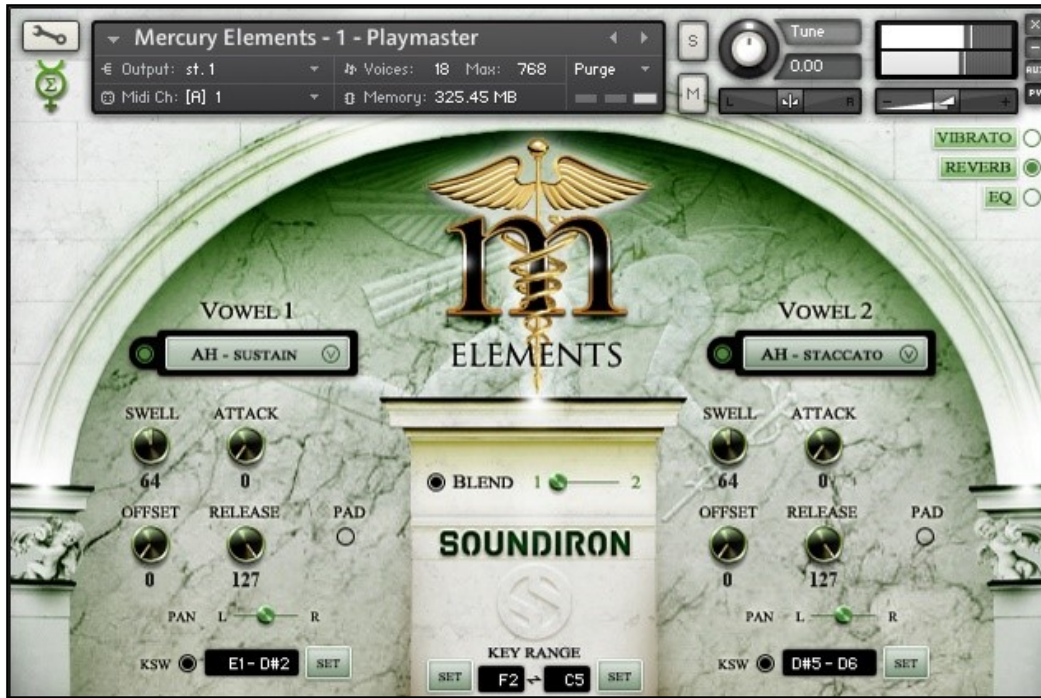 Mercury Elements - 1 - Playmaster
Output: st.1
Voices: 18 Max: 768
Purge
Midi Ch: [A] 1
Memory: 325.45 MB
S
M
Tune
0.00
L R
- +
×
-
AUX
PV
VIBRATO
REVERB
EQ
m
ELEMENTS
VOWEL 1
AH - SUSTAIN
SWELL ATTACK
64 0
OFFSET RELEASE PAD
0 127
PAN L R
KSW E1 - D#2 SET
BLEND 1 2
SOUNDIRON
KEY RANGE
SET F2 C5 SET
VOWEL 2
AH - STACCATO
SWELL ATTACK
64 0
OFFSET RELEASE PAD
0 127
PAN L R
KSW D#5 - D6 SET